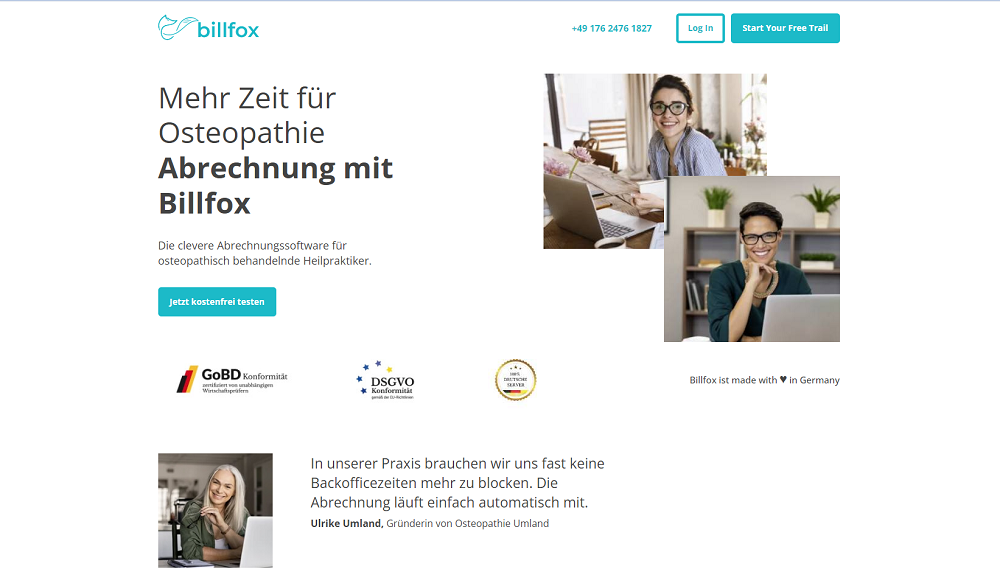 billfox
+49 176 2476 1827
Log In
Start Your Free Trail
Mehr Zeit für
Osteopathie
Abrechnung mit
Billfox
Die clevere Abrechnungssoftware für
osteopathisch behandelnde Heilpraktiker.
Jetzt kostenfrei testen
GoBD Konformität
zertifiziert von unabhängigen
Wirtschaftsprüfern
DSGVO
Konformität
gemäß der EU-Richtlinien
100%
DEUTSCHE
SERVER
Billfox ist made with ♥ in Germany
In unserer Praxis brauchen wir uns fast keine
Backofficezeiten mehr zu blocken. Die
Abrechnung läuft einfach automatisch mit.
Ulrike Umland, Gründerin von Osteopathie Umland